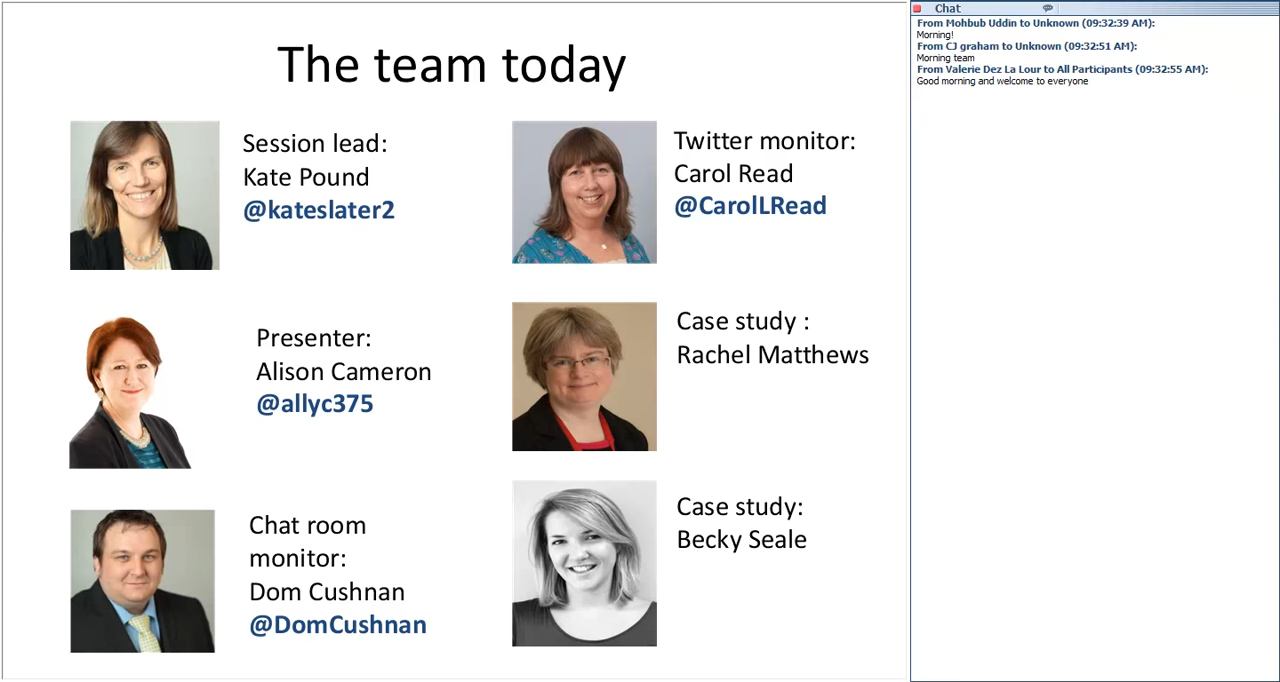 The team today
Session lead:
Kate Pound
@kateslater2
Twitter monitor:
Carol Read
@CarolLRead
Presenter:
Alison Cameron
@allyc375
Case study :
Rachel Matthews
Chat room
monitor:
Dom Cushnan
@DomCushnan
Case study:
Becky Seale
Chat
From Mohbub Uddin to Unknown (09:32:39 AM):
Morning!
From CJ graham to Unknown (09:32:51 AM):
Morning team
From Valerie Dez La Lour to All Participants (09:32:55 AM):
Good morning and welcome to everyone